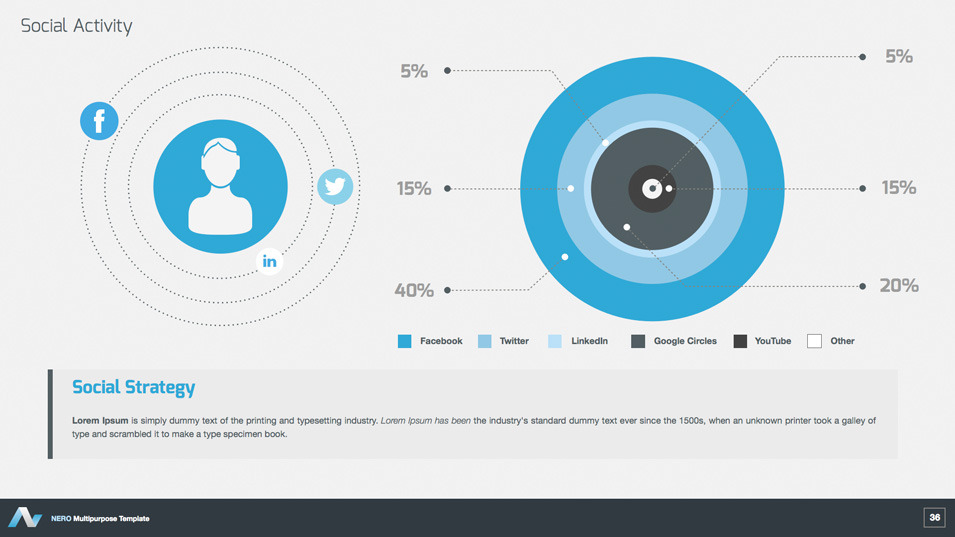 Social Activity
f
in
5%
15%
40%
5%
15%
20%
Facebook Twitter LinkedIn Google Circles YouTube Other
Social Strategy
Lorem Ipsum is simply dummy text of the printing and typesetting industry. Lorem Ipsum has been the industry's standard dummy text ever since the 1500s, when an unknown printer took a galley of
type and scrambled it to make a type specimen book.
NERO Multipurpose Template
36